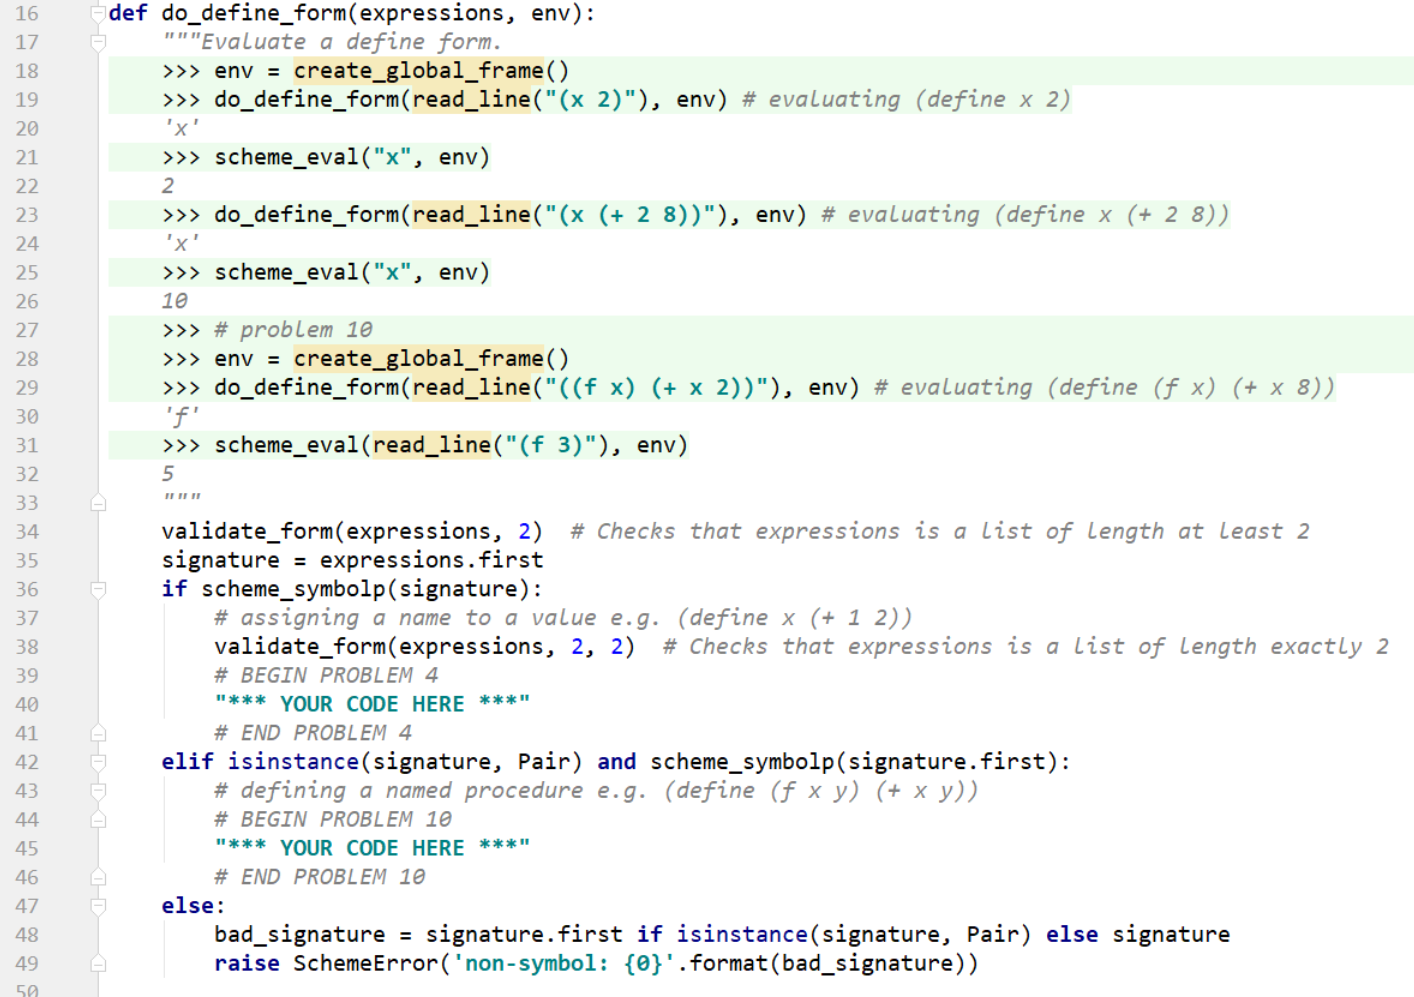 16 def do_define_form(expressions, env):
17     """Evaluate a define form.
18     >>> env = create_global_frame()
19     >>> do_define_form(read_line("(x 2)"), env) # evaluating (define x 2)
20     'x'
21     >>> scheme_eval("x", env)
22     2
23     >>> do_define_form(read_line("(x (+ 2 8))"), env) # evaluating (define x (+ 2 8))
24     'x'
25     >>> scheme_eval("x", env)
26     10
27     >>> # problem 10
28     >>> env = create_global_frame()
29     >>> do_define_form(read_line("((f x) (+ x 2))"), env) # evaluating (define (f x) (+ x 8))
30     'f'
31     >>> scheme_eval(read_line("(f 3)"), env)
32     5
33     """
34     validate_form(expressions, 2)  # Checks that expressions is a list of length at least 2
35     signature = expressions.first
36     if scheme_symbolp(signature):
37         # assigning a name to a value e.g. (define x (+ 1 2))
38         validate_form(expressions, 2, 2)  # Checks that expressions is a list of length exactly 2
39         # BEGIN PROBLEM 4
40         "*** YOUR CODE HERE ***"
41         # END PROBLEM 4
42     elif isinstance(signature, Pair) and scheme_symbolp(signature.first):
43         # defining a named procedure e.g. (define (f x y) (+ x y))
44         # BEGIN PROBLEM 10
45         "*** YOUR CODE HERE ***"
46         # END PROBLEM 10
47     else:
48         bad_signature = signature.first if isinstance(signature, Pair) else signature
49         raise SchemeError('non-symbol: {0}'.format(bad_signature))
50